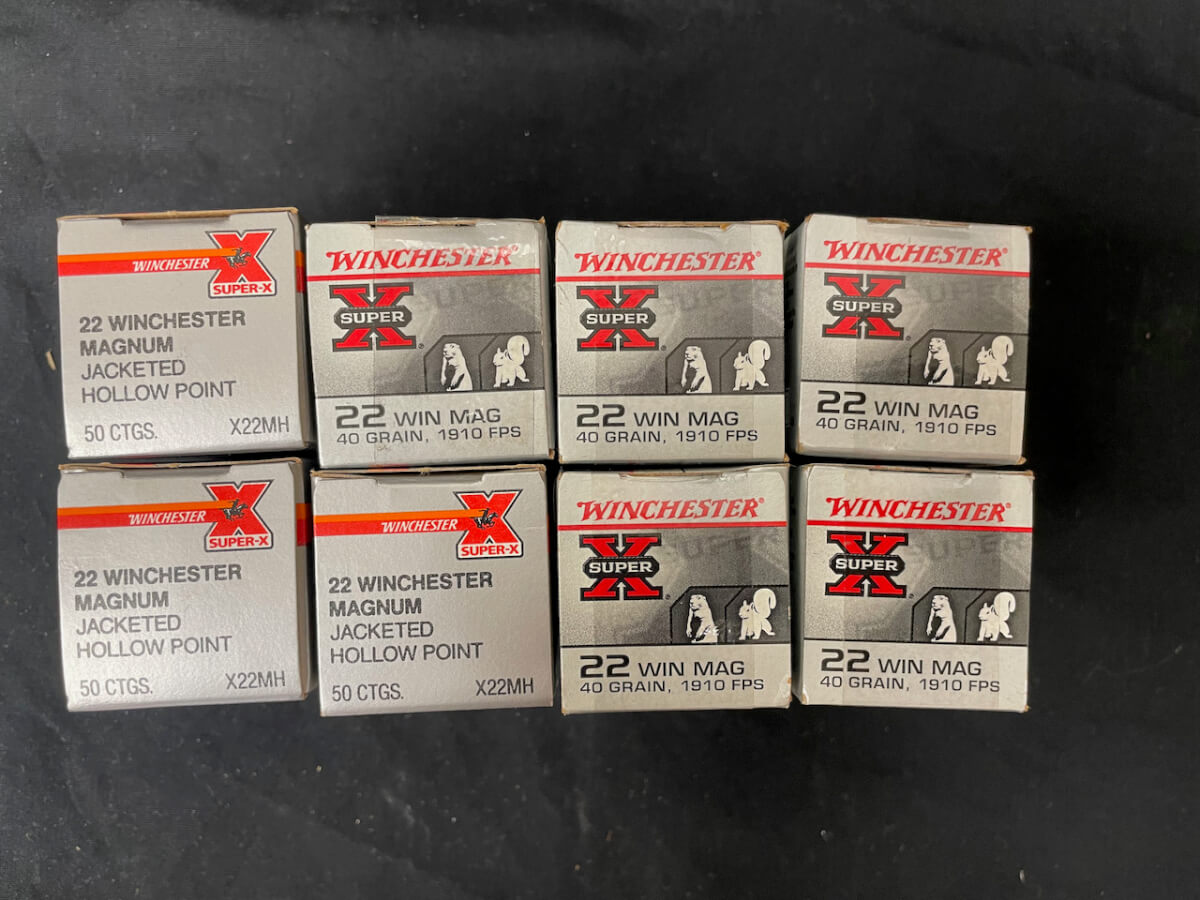 WINCHESTER
SUPER-X
22 WINCHESTER
MAGNUM
JACKETED
HOLLOW POINT
50 CTGS. X22MH
WINCHESTER®
X
SUPER
22 WIN MAG
40 GRAIN, 1910 FPS
WINCHESTER®
X
SUPER
22 WIN MAG
40 GRAIN, 1910 FPS
WINCHESTER®
X
SUPER
22 WIN MAG
40 GRAIN, 1910 FPS
WINCHESTER
SUPER-X
22 WINCHESTER
MAGNUM
JACKETED
HOLLOW POINT
50 CTGS. X22MH
WINCHESTER
SUPER-X
22 WINCHESTER
MAGNUM
JACKETED
HOLLOW POINT
50 CTGS. X22MH
WINCHESTER®
X
SUPER
22 WIN MAG
40 GRAIN, 1910 FPS
WINCHESTER®
X
SUPER
22 WIN MAG
40 GRAIN, 1910 FPS